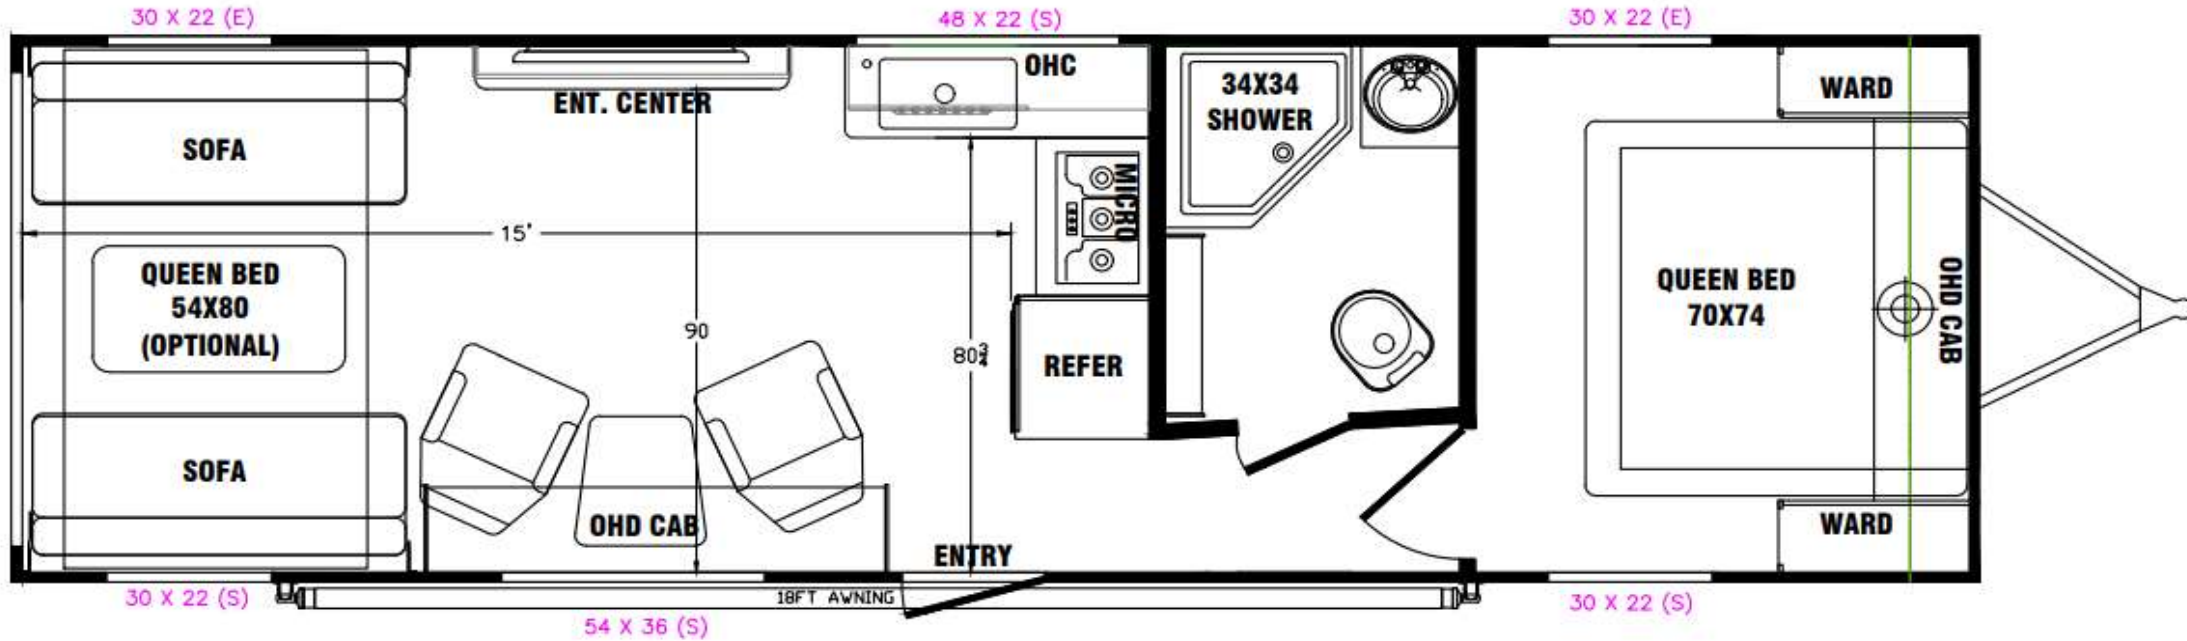 30 X 22 (E)
48 X 22 (S)
30 X 22 (E)
ENT. CENTER
OHC
34X34
SHOWER
WARD
SOFA
MICRO
15'
QUEEN BED
54X80
(OPTIONAL)
90
80 3/4
REFER
QUEEN BED
70X74
OHD CAB
SOFA
OHD CAB
ENTRY
WARD
30 X 22 (S)
18FT AWNING
54 X 36 (S)
30 X 22 (S)